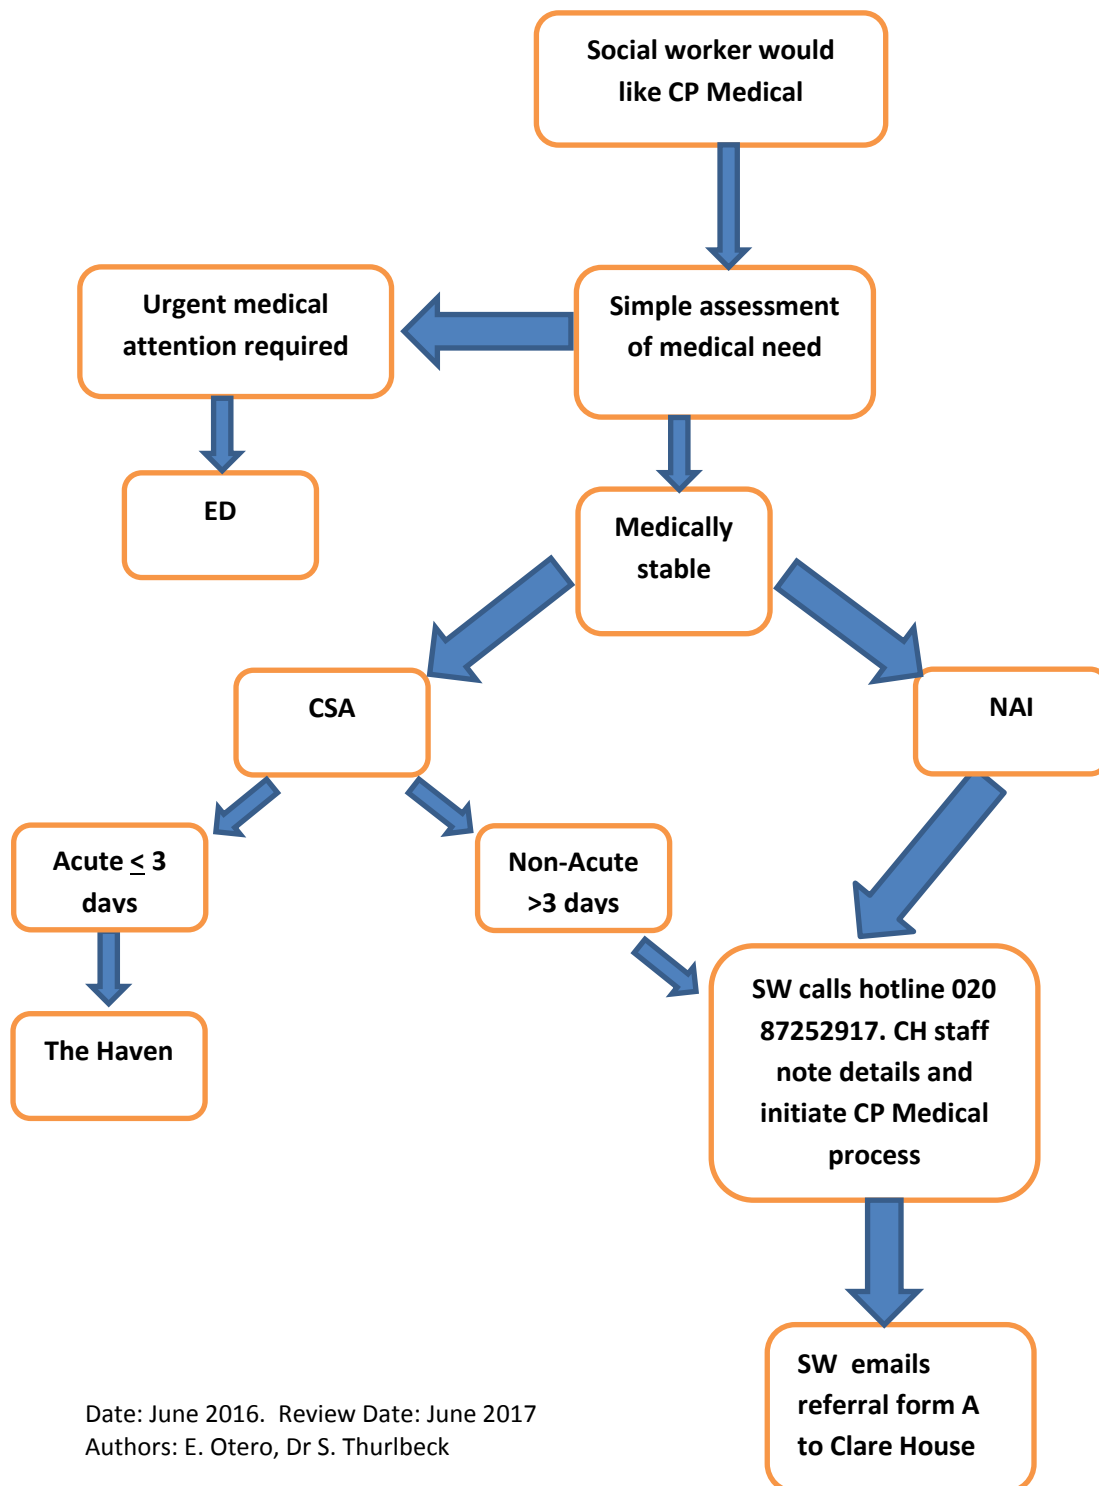 Social worker would
like CP Medical
Urgent medical
attention required
Simple assessment
of medical need
ED
Medically
stable
CSA
NAI
Acute ≤ 3
days
Non-Acute
>3 days
The Haven
SW calls hotline 020
87252917. CH staff
note details and
initiate CP Medical
process
SW emails
referral form A
to Clare House
Date: June 2016. Review Date: June 2017
Authors: E. Otero, Dr S. Thurlbeck